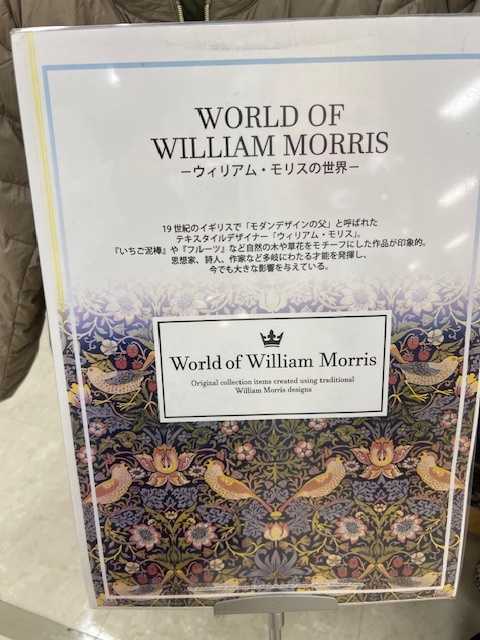 WORLD OF
WILLIAM MORRIS
－ウィリアム・モリスの世界－
19世紀のイギリスで「モダンデザインの父」と呼ばれた
テキスタイルデザイナー「ウィリアム・モリス」。
『いちご泥棒』や『フルーツ』など自然の木や草花をモチーフにした作品が印象的。
思想家、詩人、作家など多岐にわたる才能を発揮し、
今でも大きな影響を与えている。
World of William Morris
Original collection items created using traditional
William Morris designs